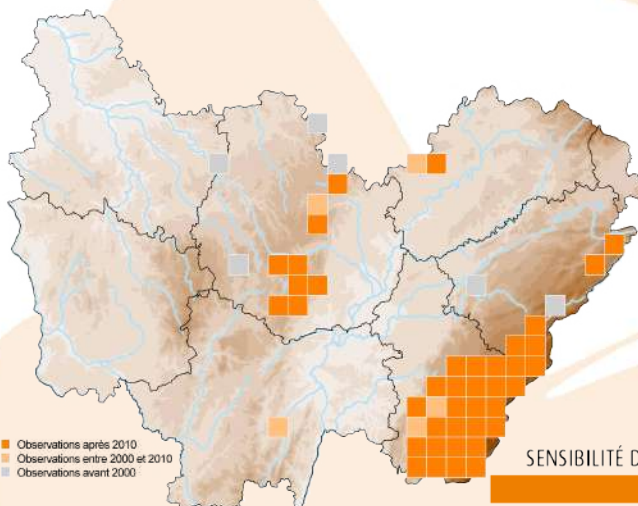 Observations après 2010
Observations entre 2000 et 2010
Observations avant 2000
SENSIBILITÉ D